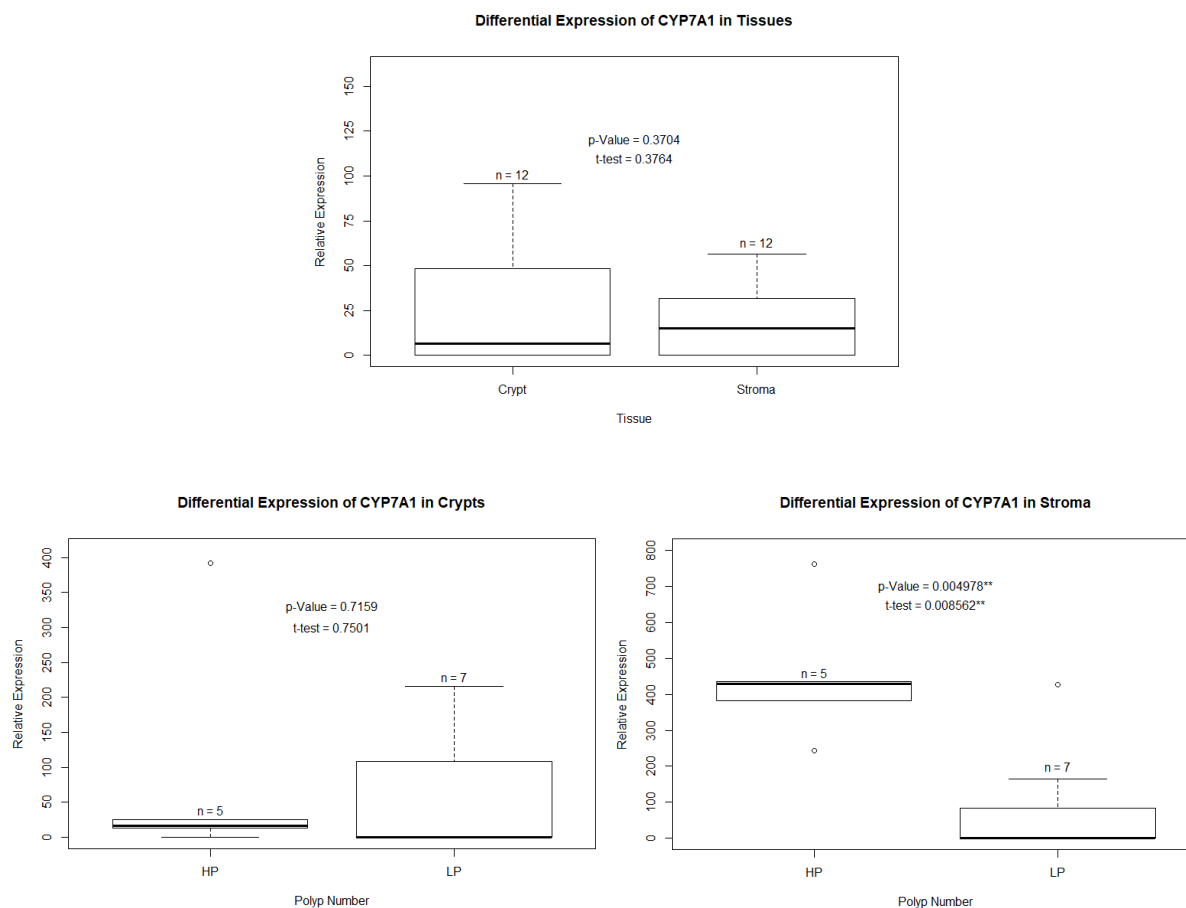 Differential Expression of CYP7A1 in Tissues
Relative Expression
150
125
100
75
50
25
0
p-Value = 0.3704
t-test = 0.3764
n = 12
n = 12
Crypt
Stroma
Tissue
Differential Expression of CYP7A1 in Crypts
Relative Expression
400
350
300
250
200
150
100
50
0
p-Value = 0.7159
t-test = 0.7501
n = 5
n = 7
HP
LP
Polyp Number
Differential Expression of CYP7A1 in Stroma
Relative Expression
800
700
600
500
400
300
200
100
0
p-Value = 0.004978**
t-test = 0.008562**
n = 5
n = 7
HP
LP
Polyp Number